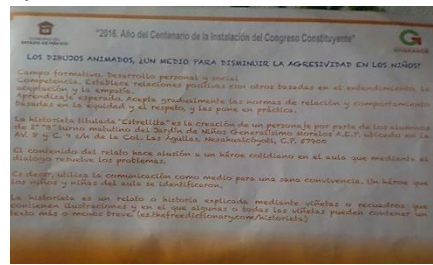 GOBIERNO DEL
ESTADO DE MÉXICO
"2016. Año del Centenario de la Instalación del Congreso Constituyente"
LOS DIBUJOS ANIMADOS, ¿UN MEDIO PARA DISMINUIR LA AGRESIVIDAD EN LOS NIÑOS?
Campo formativo. Desarrollo personal y social
Competencia. Establece relaciones positivas con otros basadas en el entendimiento, la
aceptación y la empatía.
Aprendizaje esperado. Acepta gradualmente las normas de relación y comportamiento
basadas en la equidad y el respeto, y las pone en práctica.
La historieta titulada "Estrellita" es la creación de un personaje por parte de los alumnos
de 2° "B" turno matutino del Jardín de Niños Generalísimo Morelos A.E.P. ubicado en la
Av. 8 y C. 9 s/n de la Col. Las Águilas, Nezahualcóyotl, C.P. 57900
El contenido del relato hace alusión a un héroe cotidiano en el aula que mediante el
diálogo resuelve los problemas.
Es decir, utiliza la comunicación como medio para una sana convivencia. Un héroe que
los niños y niñas del aula se identificaron.
La historieta es un relato o historia explicada mediante viñetas o recuadros que
contienen ilustraciones y en el que algunas o todas las viñetas pueden contener un
texto más o menos breve. (es.thefreedictionary.com/historieta)